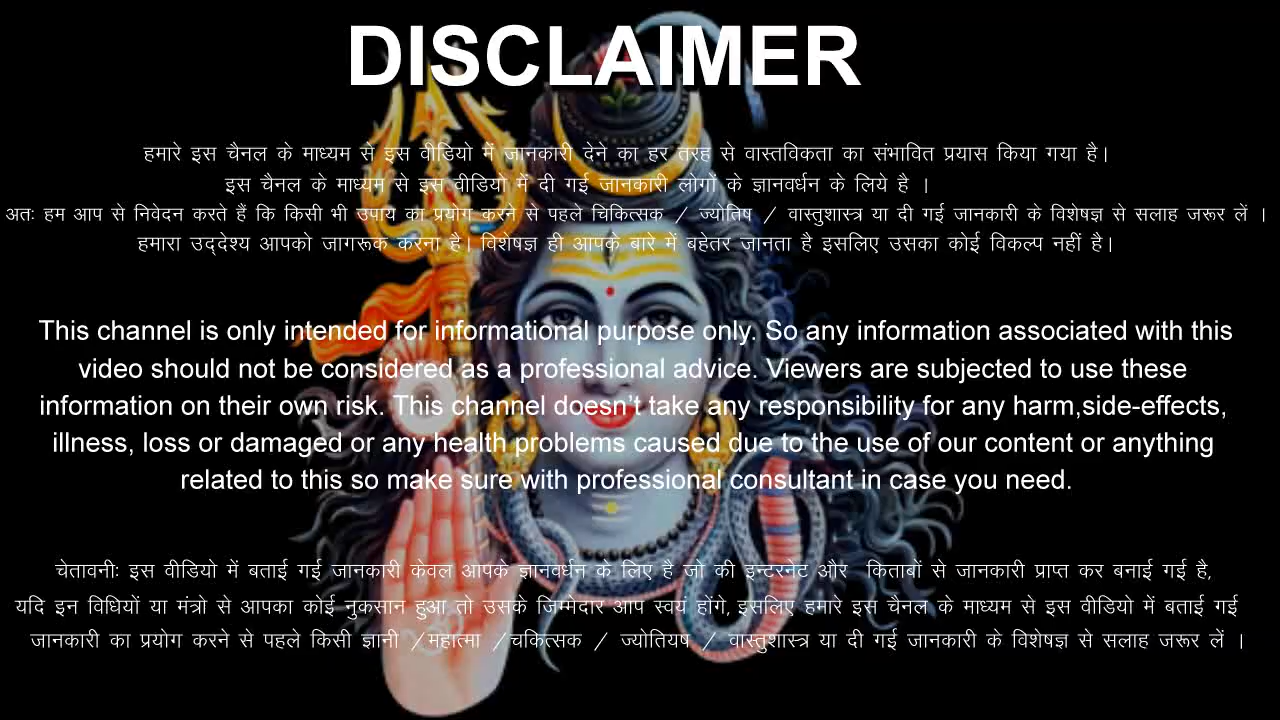 DISCLAIMER
हमारे इस चैनल के माध्यम से इस वीडियो में जानकारी देने का हर तरह से वास्तविकता का संभावित प्रयास किया गया है।
इस चैनल के माध्यम से इस वीडियो में दी गई जानकारी लोगों के ज्ञानवर्धन के लिये है ।
अतः हम आप से निवेदन करते हैं कि किसी भी उपाय का प्रयोग करने से पहले चिकित्सक / ज्योतिष / वास्तुशास्त्र या दी गई जानकारी के विशेषज्ञ से सलाह जरूर लें ।
हमारा उद्देश्य आपको जागरूक करना है। विशेषज्ञ ही आपके बारे में बहेतर जानता है इसलिए उसका कोई विकल्प नहीं है।
This channel is only intended for informational purpose only. So any information associated with this
video should not be considered as a professional advice. Viewers are subjected to use these
information on their own risk. This channel doesn’t take any responsibility for any harm,side-effects,
illness, loss or damaged or any health problems caused due to the use of our content or anything
related to this so make sure with professional consultant in case you need.
चेतावनीः इस वीडियो में बताई गई जानकारी केवल आपके ज्ञानवर्धन के लिए है जो की इन्टरनेट और किताबों से जानकारी प्राप्त कर बनाई गई है,
यदि इन विधियों या मंत्रो से आपका कोई नुकसान हुआ तो उसके जिम्मेदार आप स्वयं होंगे, इसलिए हमारे इस चैनल के माध्यम से इस वीडियो में बताई गई
जानकारी का प्रयोग करने से पहले किसी ज्ञानी /महात्मा /चकित्सक / ज्योतियष / वास्तुशास्त्र या दी गई जानकारी के विशेषज्ञ से सलाह जरूर लें ।